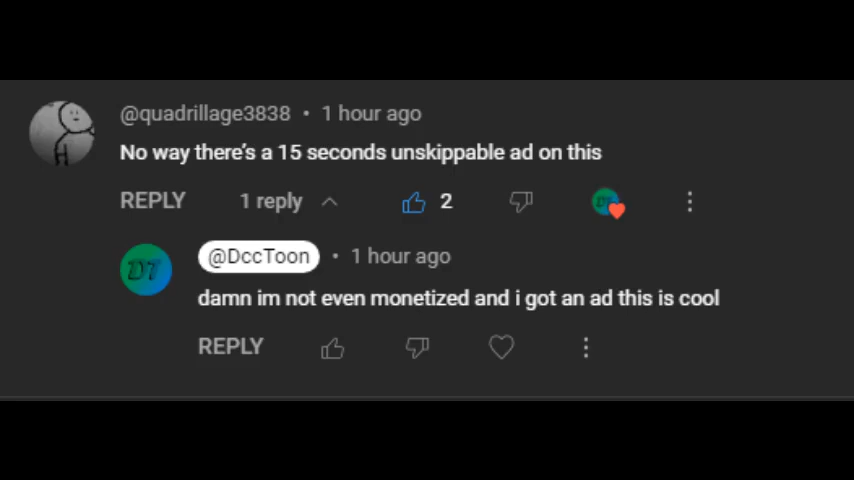 @quadrillage3838 • 1 hour ago
No way there's a 15 seconds unskippable ad on this
REPLY 1 reply 2
DT
@DccToon • 1 hour ago
damn im not even monetized and i got an ad this is cool
REPLY